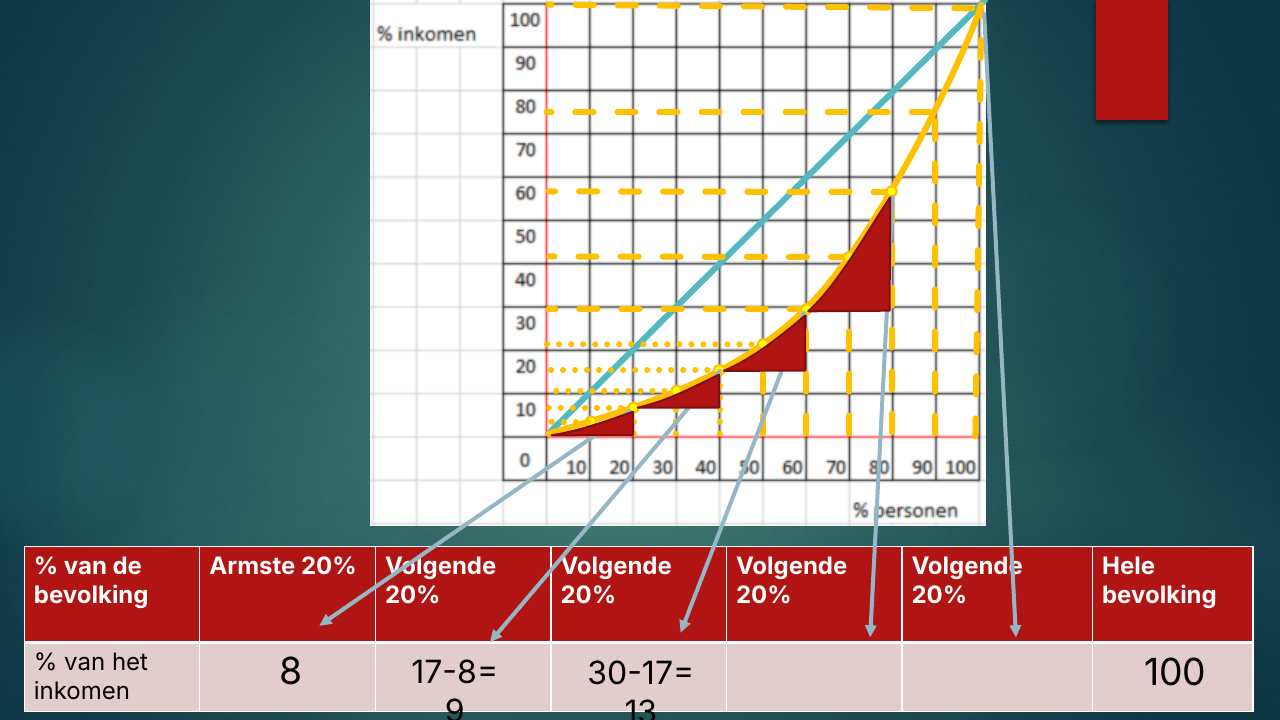 100
% inkomen
90
80
70
60
50
40
30
20
10
0 10 20 30 40 50 60 70 80 90 100
% personen
% van de bevolking
Armste 20%
Volgende 20%
Volgende 20%
Volgende 20%
Volgende 20%
Hele bevolking
% van het inkomen
8
17-8=
9
30-17=
13
100